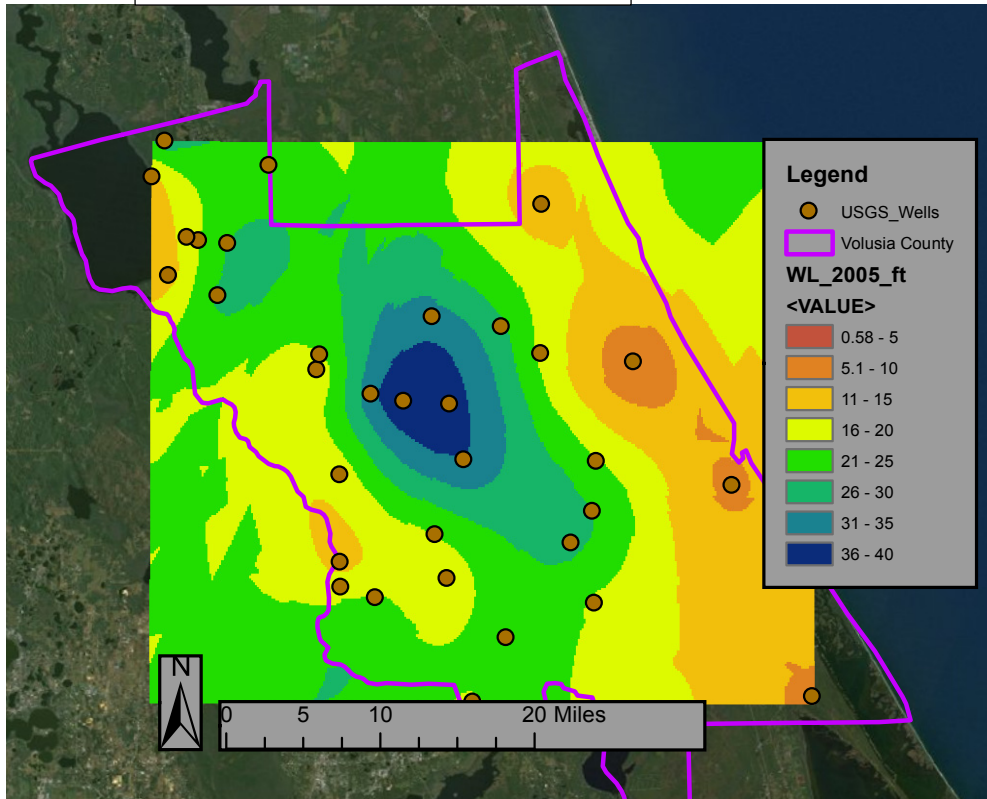 Legend
USGS_Wells
Volusia County
WL_2005_ft
<VALUE>
0.58 - 5
5.1 - 10
11 - 15
16 - 20
21 - 25
26 - 30
31 - 35
36 - 40
N
0 5 10 20 Miles